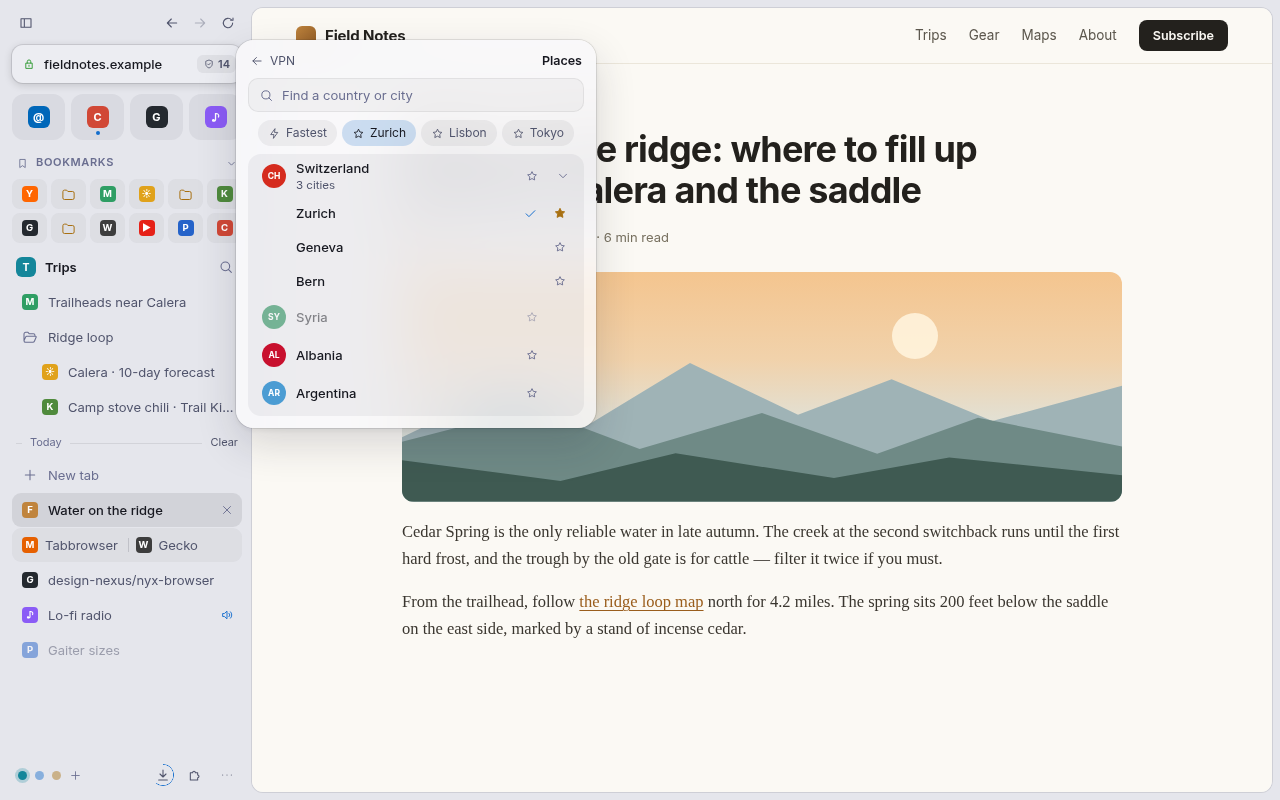 fieldnotes.example
14
@
C
G
BOOKMARKS
Y
M
K
G
W
P
C
T Trips
M Trailheads near Calera
Ridge loop
Calera · 10-day forecast
K Camp stove chili · Trail Ki...
Today
Clear
New tab
F Water on the ridge
M Tabbrowser
W Gecko
G design-nexus/nyx-browser
Lo-fi radio
P Gaiter sizes
VPN
Places
Find a country or city
Fastest
Zurich
Lisbon
Tokyo
CH Switzerland
3 cities
Zurich
Geneva
Bern
SY Syria
AL Albania
AR Argentina
Field Notes
Trips
Gear
Maps
About
Subscribe
e ridge: where to fill up
alera and the saddle
· 6 min read
Cedar Spring is the only reliable water in late autumn. The creek at the second switchback runs until the first
hard frost, and the trough by the old gate is for cattle — filter it twice if you must.
From the trailhead, follow the ridge loop map north for 4.2 miles. The spring sits 200 feet below the saddle
on the east side, marked by a stand of incense cedar.